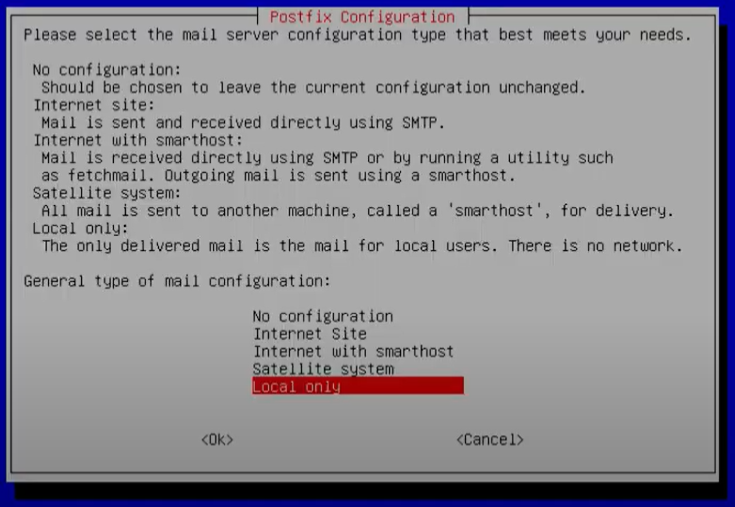 Postfix Configuration
Please select the mail server configuration type that best meets your needs.
No configuration:
Should be chosen to leave the current configuration unchanged.
Internet site:
Mail is sent and received directly using SMTP.
Internet with smarthost:
Mail is received directly using SMTP or by running a utility such
as fetchmail. Outgoing mail is sent using a smarthost.
Satellite system:
All mail is sent to another machine, called a 'smarthost', for delivery.
Local only:
The only delivered mail is the mail for local users. There is no network.
General type of mail configuration:
No configuration
Internet Site
Internet with smarthost
Satellite system
Local only
<Ok> <Cancel>